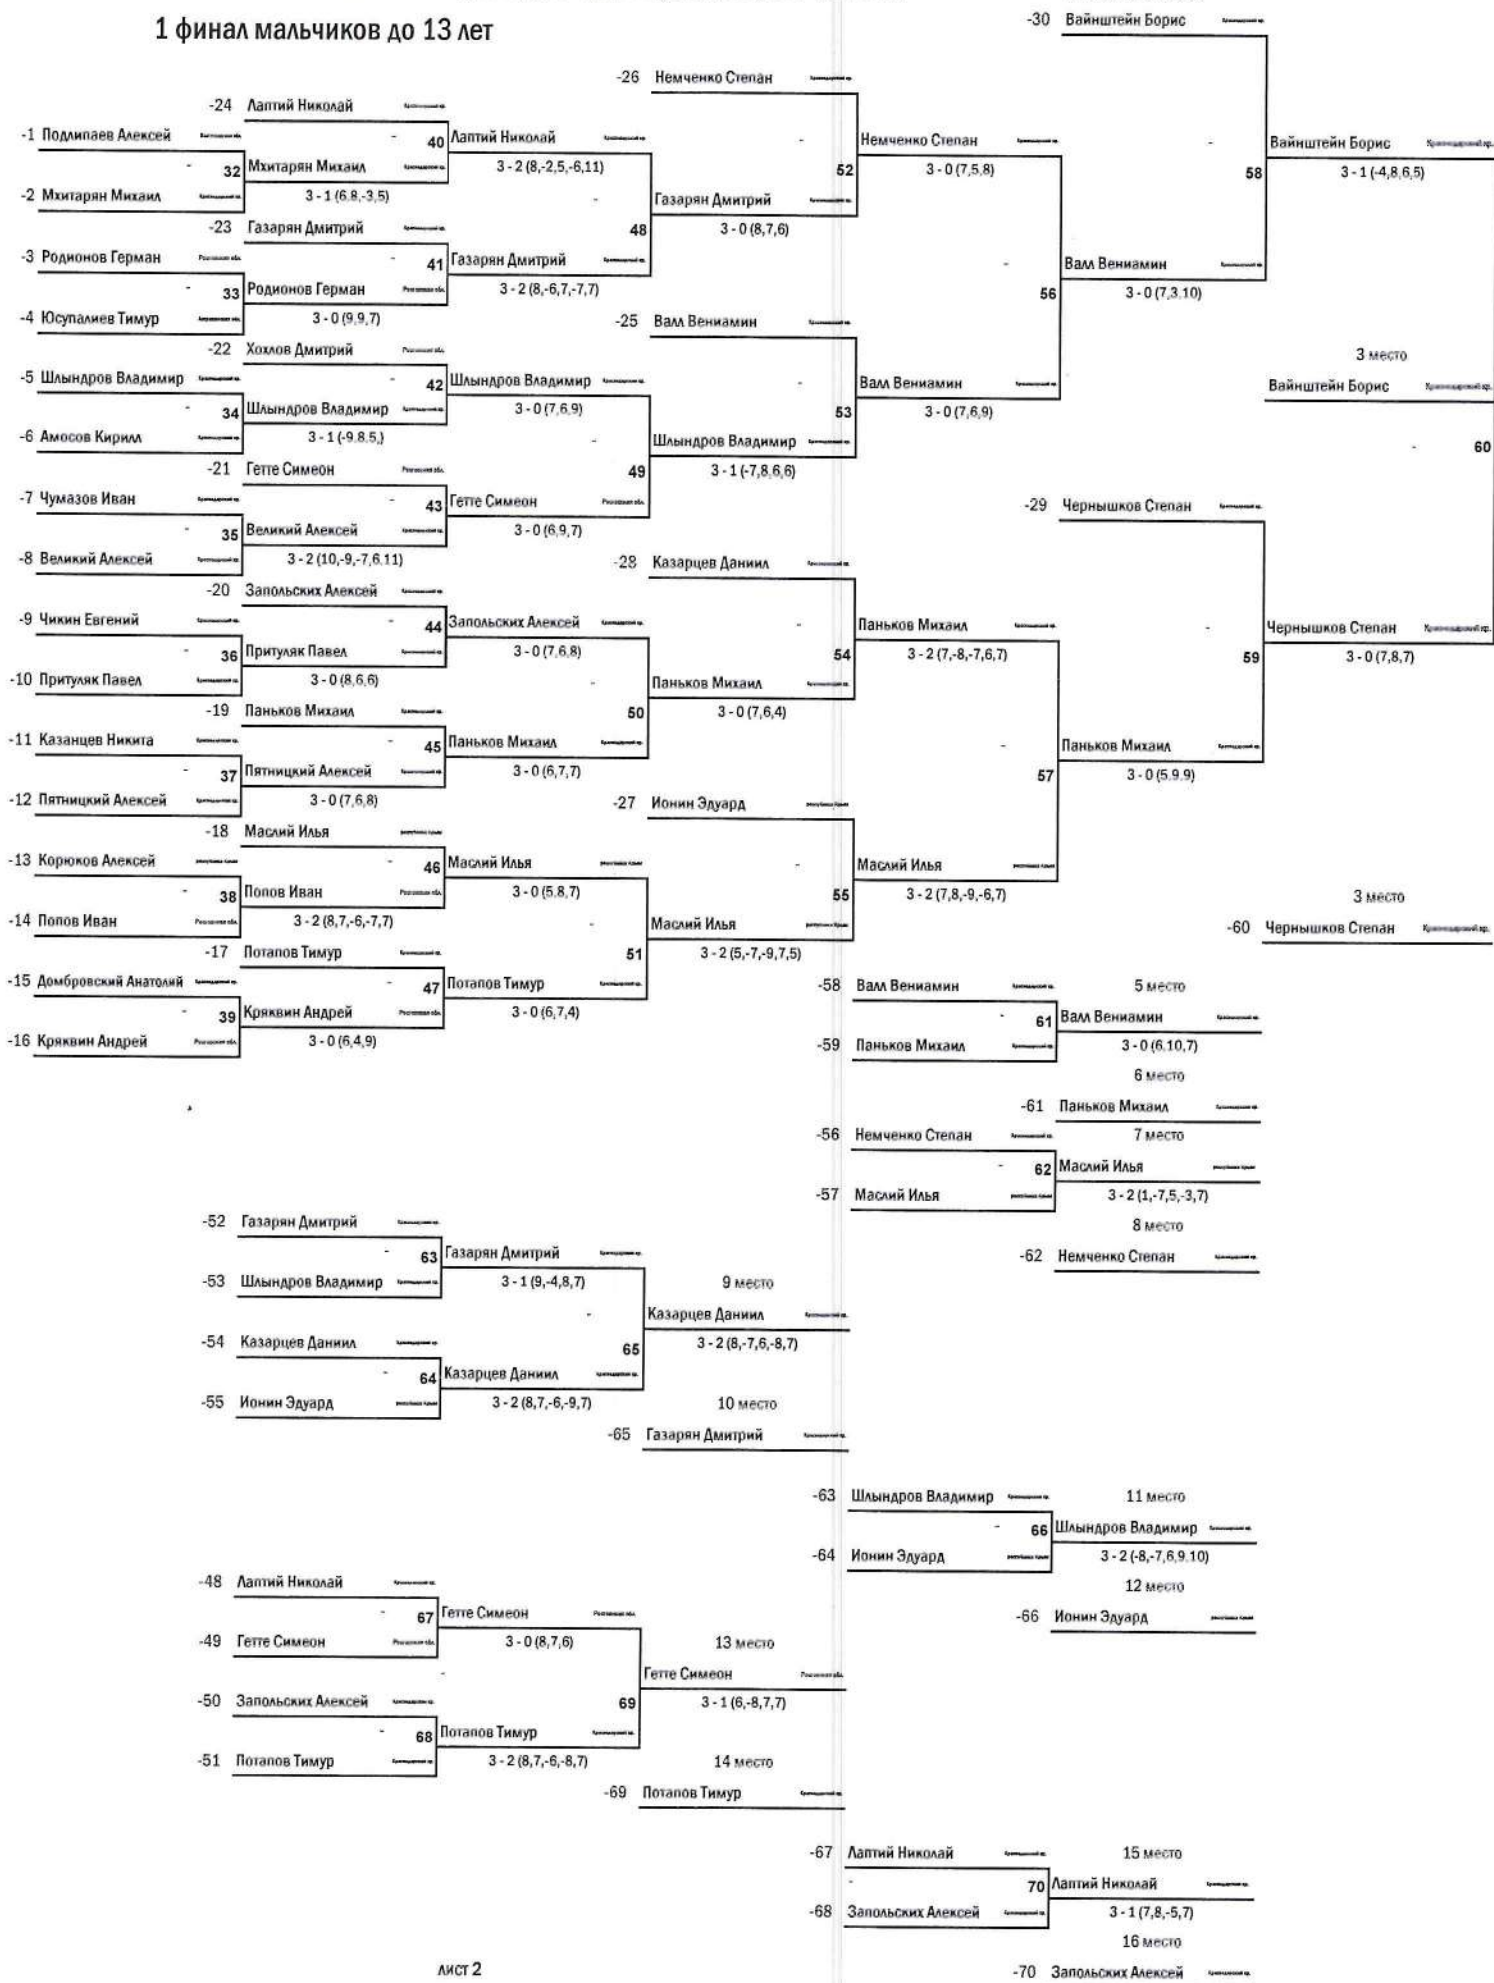 1 финал мальчиков до 13 лет
-30 Вайнштейн Борис
-26 Немченко Степан
-24 Лаптий Николай
-1 Подлипаев Алексей
40 Лаптий Николай
Немченко Степан
Вайнштейн Борис
32 Мхитарян Михаил
3 - 2 (8,-2,5,-6,11)
52
3 - 0 (7,5,8)
58
3 - 1 (-4,8,6,5)
-2 Мхитарян Михаил
3 - 1 (6.8,-3,5)
Газарян Дмитрий
-23 Газарян Дмитрий
48
3 - 0 (8,7,6)
-3 Родионов Герман
41 Газарян Дмитрий
Валл Вениамин
33 Родионов Герман
3 - 2 (8,-6,7,-7,7)
56
3 - 0 (7,3.10)
-4 Юсупалиев Тимур
3 - 0 (9,9,7)
-25 Валл Вениамин
-22 Хохлов Дмитрий
3 место
-5 Шлындров Владимир
42 Шлындров Владимир
Валл Вениамин
Вайнштейн Борис
34 Шлындров Владимир
3 - 0 (7,6,9)
53
3 - 0 (7,6,9)
-6 Амосов Кирилл
3 - 1 (-9.8.5,)
Шлындров Владимир
60
-21 Гетте Симеон
49
3 - 1 (-7,8,6,6)
-7 Чумазов Иван
43 Гетте Симеон
-29 Чернышков Степан
35 Великий Алексей
3 - 0 (6,9,7)
-8 Великий Алексей
3 - 2 (10,-9,-7,6.11)
-28 Казарцев Даниил
-20 Запольских Алексей
-9 Чикин Евгений
44 Запольских Алексей
Паньков Михаил
Чернышков Степан
36 Притуляк Павел
3 - 0 (7,6,8)
54
3 - 2 (7,-8,-7,6,7)
59
3 - 0 (7,8,7)
-10 Притуляк Павел
3 - 0 (8,6,6)
Паньков Михаил
-19 Паньков Михаил
50
3 - 0 (7,6,4)
-11 Казанцев Никита
45 Паньков Михаил
Паньков Михаил
37 Пятницкий Алексей
3 - 0 (6,7,7)
57
3 - 0 (5.9.9)
-12 Пятницкий Алексей
3 - 0 (7,6,8)
-27 Ионин Эдуард
-18 Маслий Илья
-13 Корюков Алексей
46 Маслий Илья
Маслий Илья
38 Попов Иван
3 - 0 (5.8,7)
55
3 - 2 (7,8,-9,-6,7)
3 место
-14 Попов Иван
3 - 2 (8,7,-6,-7,7)
Маслий Илья
-60 Чернышков Степан
-17 Потапов Тимур
51
3 - 2 (5,-7,-9,7,5)
-15 Домбровский Анатолий
47 Потапов Тимур
-58 Валл Вениамин
5 место
39 Кряквин Андрей
3 - 0 (6,7,4)
61 Валл Вениамин
-16 Кряквин Андрей
3 - 0 (6,4,9)
-59 Паньков Михаил
3 - 0 (6.10,7)
6 место
-61 Паньков Михаил
-56 Немченко Степан
7 место
62 Маслий Илья
-57 Маслий Илья
3 - 2 (1,-7,5,-3,7)
-52 Газарян Дмитрий
8 место
63 Газарян Дмитрий
-62 Немченко Степан
-53 Шлындров Владимир
3 - 1 (9,-4,8,7)
9 место
Казарцев Даниил
-54 Казарцев Даниил
65
3 - 2 (8,-7,6,-8,7)
64 Казарцев Даниил
-55 Ионин Эдуард
3 - 2 (8,7,-6,-9,7)
10 место
-65 Газарян Дмитрий
-63 Шлындров Владимир
11 место
66 Шлындров Владимир
-64 Ионин Эдуард
3 - 2 (-8,-7,6,9.10)
-48 Лаптий Николай
12 место
67 Гетте Симеон
-66 Ионин Эдуард
-49 Гетте Симеон
3 - 0 (8,7,6)
13 место
Гетте Симеон
-50 Запольских Алексей
69
3 - 1 (6,-8,7,7)
68 Потапов Тимур
-51 Потапов Тимур
3 - 2 (8,7,-6,-8,7)
14 место
-69 Потапов Тимур
-67 Лаптий Николай
15 место
70 Лаптий Николай
-68 Запольских Алексей
3 - 1 (7,8,-5,7)
16 место
лист 2
-70 Запольских Алексей